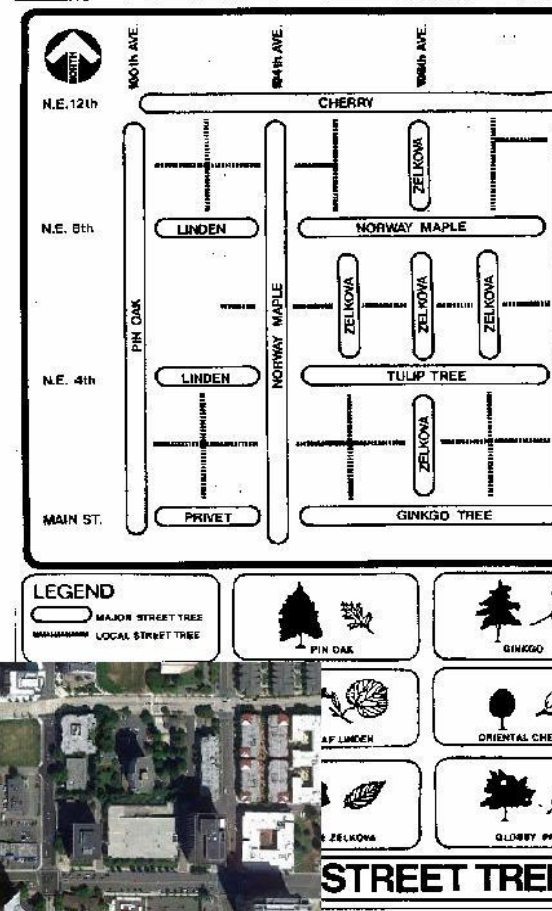 NORTH
100th AVE.
104th AVE.
108th AVE.
N.E. 12th
CHERRY
ZELKOVA
N.E. 8th
LINDEN
NORWAY MAPLE
PIN OAK
NORWAY MAPLE
ZELKOVA
ZELKOVA
ZELKOVA
N.E. 4th
LINDEN
TULIP TREE
ZELKOVA
MAIN ST.
PRIVET
GINKGO TREE
LEGEND
MAJOR STREET TREE
LOCAL STREET TREE
PIN OAK
GINKGO
LINDEN
ORIENTAL CHE
ZELKOVA
GLOSSY
STREET TREE